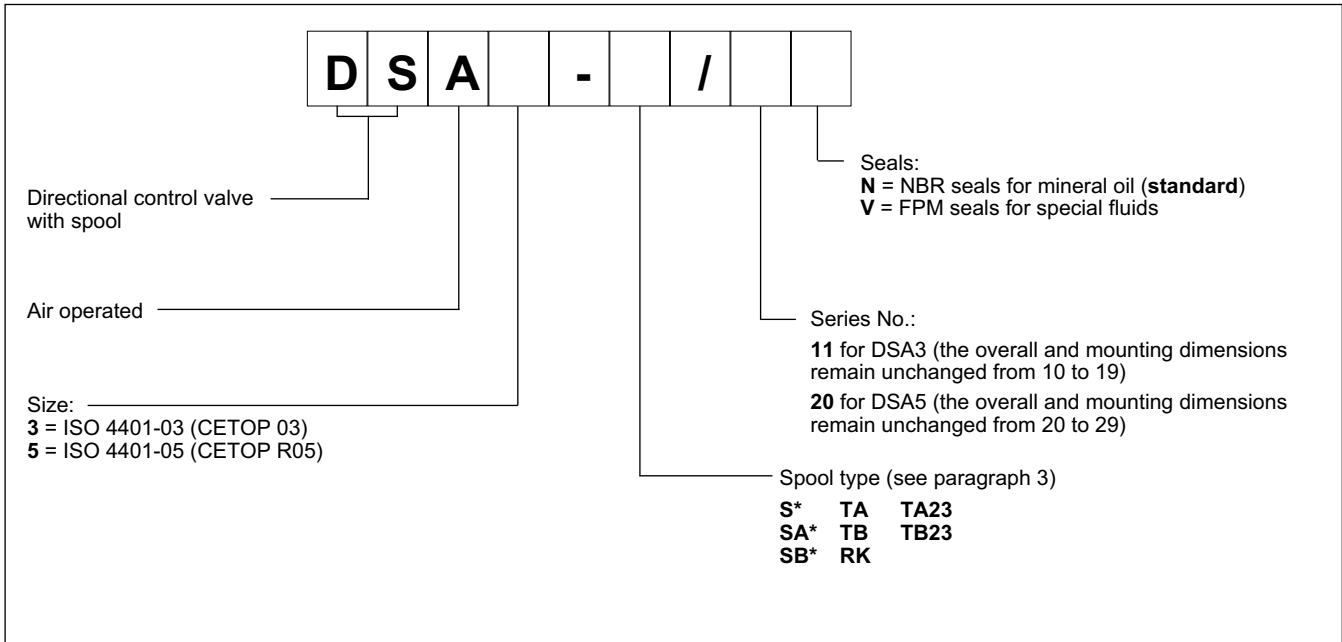 DSA - /
Directional control valve
with spool
Air operated
Size:
3 = ISO 4401-03 (CETOP 03)
5 = ISO 4401-05 (CETOP R05)
Seals:
N = NBR seals for mineral oil (standard)
V = FPM seals for special fluids
Series No.:
11 for DSA3 (the overall and mounting dimensions
remain unchanged from 10 to 19)
20 for DSA5 (the overall and mounting dimensions
remain unchanged from 20 to 29)
Spool type (see paragraph 3)
S* TA TA23
SA* TB TB23
SB* RK